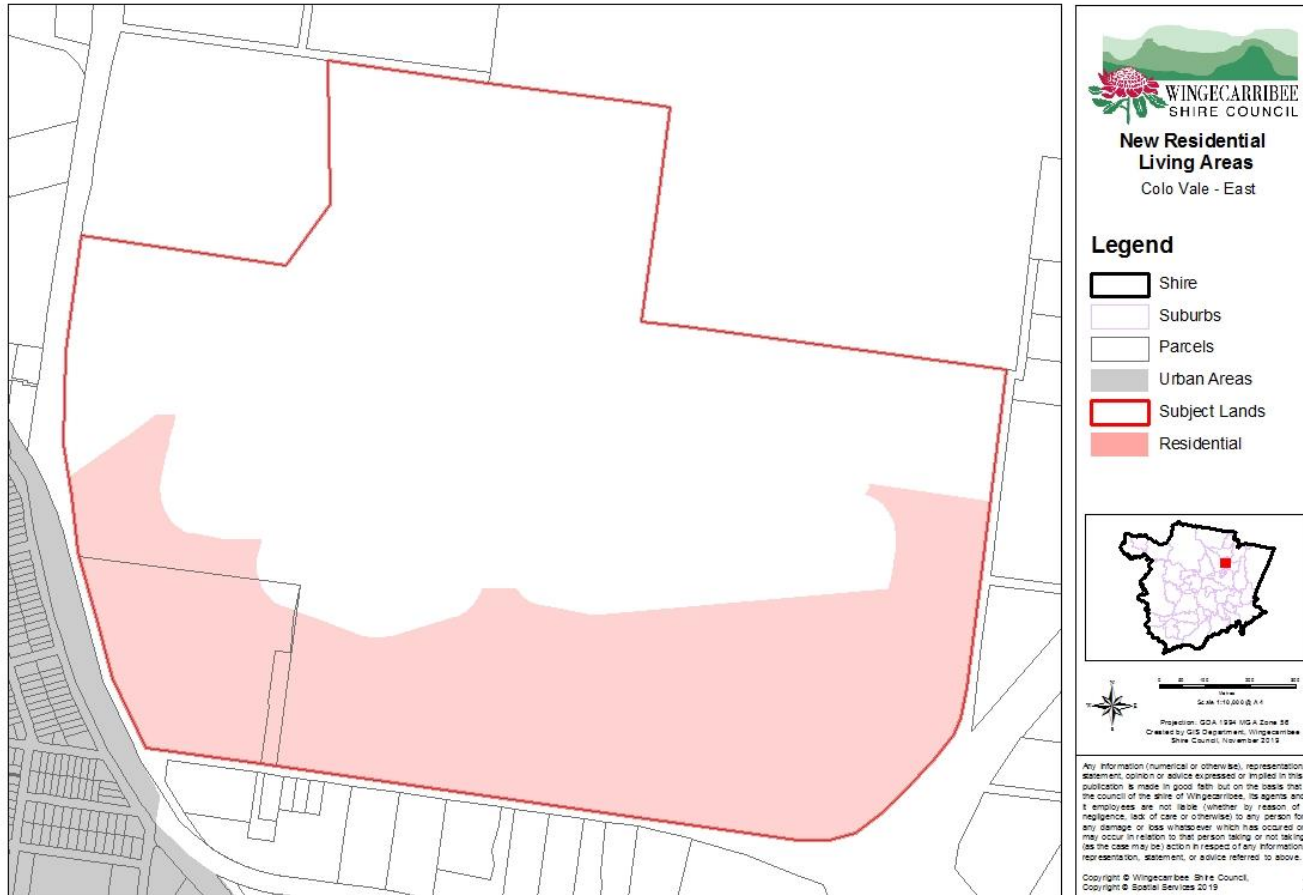 WINGECARRIBEE
SHIRE COUNCIL
New Residential
Living Areas
Colo Vale - East
Legend
Shire
Suburbs
Parcels
Urban Areas
Subject Lands
Residential
N
W
E
S
Scale 1:10,000 @ A4
Projection: GDA 1994 MGA Zone 56
Created by GIS Department, Wingecarribee
Shire Council, November 2019
Any information (numerical or otherwise), representation,
statement, opinion or advice expressed or implied in this
publication is made in good faith but on the basis that
the council of the shire of Wingecarribee, its agents and
it employees are not liable (whether by reason of
negligence, lack of care or otherwise) to any person for
any damage or loss whatsoever which has occured or
may occur in relation to that person taking or not taking
(as the case may be) action in respect of any information,
representation, statement, or advice referred to above.
Copyright © Wingecarribee Shire Council,
Copyright © Spatial Services 2019